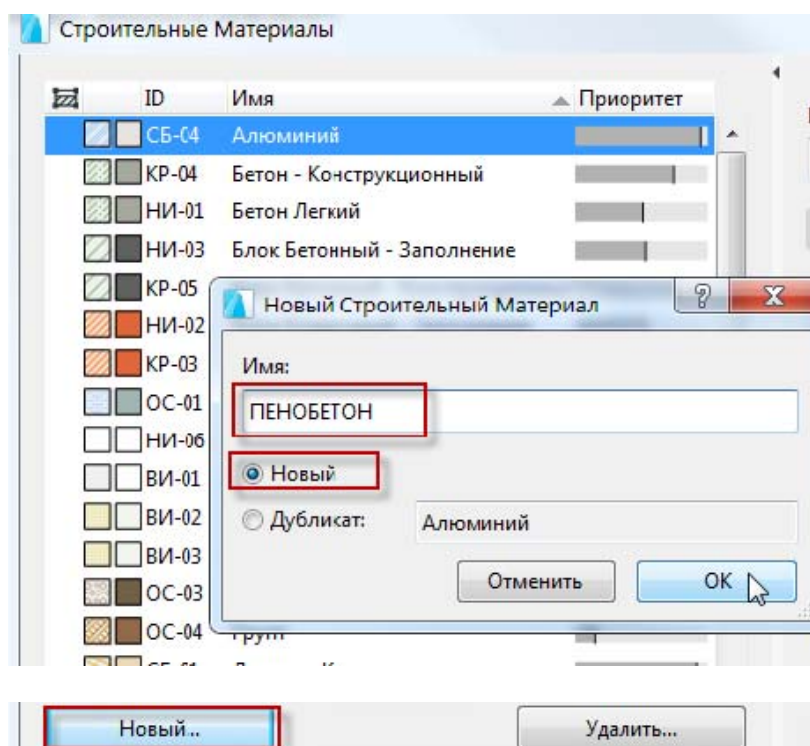 Строительные Материалы
ID Имя Приоритет
СБ-04 Алюминий
КР-04 Бетон - Конструкционный
НИ-01 Бетон Легкий
НИ-03 Блок Бетонный - Заполнение
КР-05
НИ-02
КР-03
ОС-01
НИ-06
ВИ-01
ВИ-02
ВИ-03
ОС-03
ОС-04 Грунт
Новый Строительный Материал
Имя:
ПЕНОБЕТОН
Новый
Дубликат: Алюминий
Отменить ОК
Новый... Удалить...